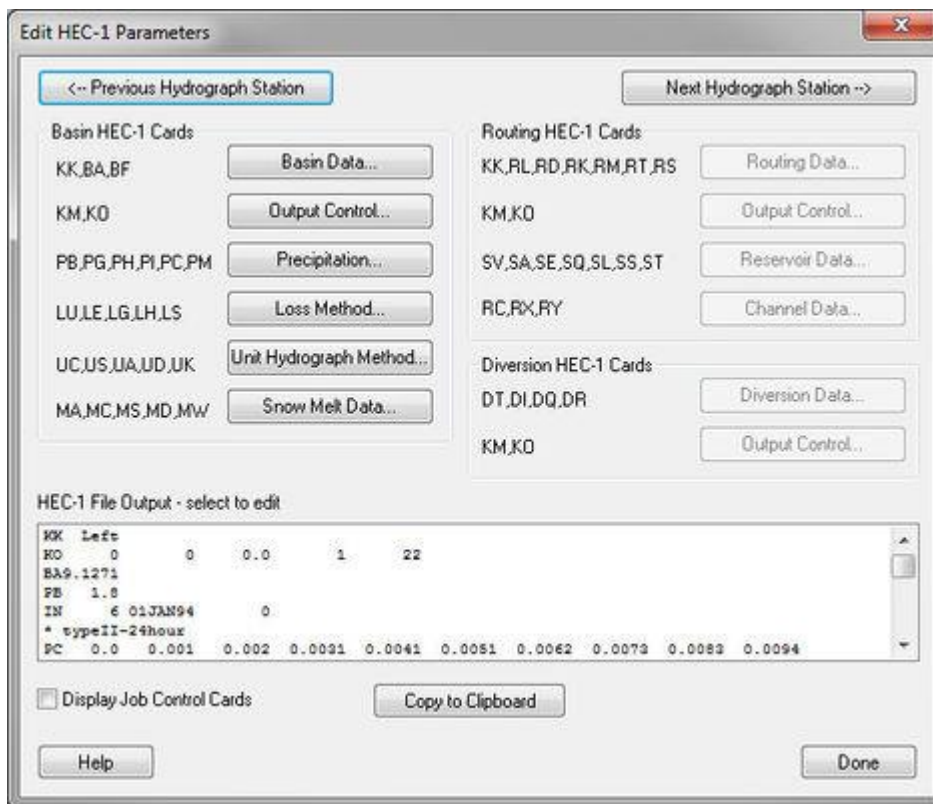 Edit HEC-1 Parameters
<-- Previous Hydrograph Station
Next Hydrograph Station -->
Basin HEC-1 Cards
KK,BA,BF
Basin Data...
KM,KO
Output Control...
PB,PG,PH,PI,PC,PM
Precipitation...
LU,LE,LG,LH,LS
Loss Method...
UC,US,UA,UD,UK
Unit Hydrograph Method...
MA,MC,MS,MD,MW
Snow Melt Data...
Routing HEC-1 Cards
KK,RL,RD,RK,RM,RT,RS
Routing Data...
KM,KO
Output Control...
SV,SA,SE,SQ,SL,SS,ST
Reservoir Data...
RC,RX,RY
Channel Data...
Diversion HEC-1 Cards
DT,DI,DQ,DR
Diversion Data...
KM,KO
Output Control...
HEC-1 File Output - select to edit
KK Left
KO 0 0 0.0 1 22
BA9.1271
PB 1.8
IN 6 01JAN94 0
* typeII-24hour
PC 0.0 0.001 0.002 0.0031 0.0041 0.0051 0.0062 0.0073 0.0083 0.0094
Display Job Control Cards
Copy to Clipboard
Help
Done